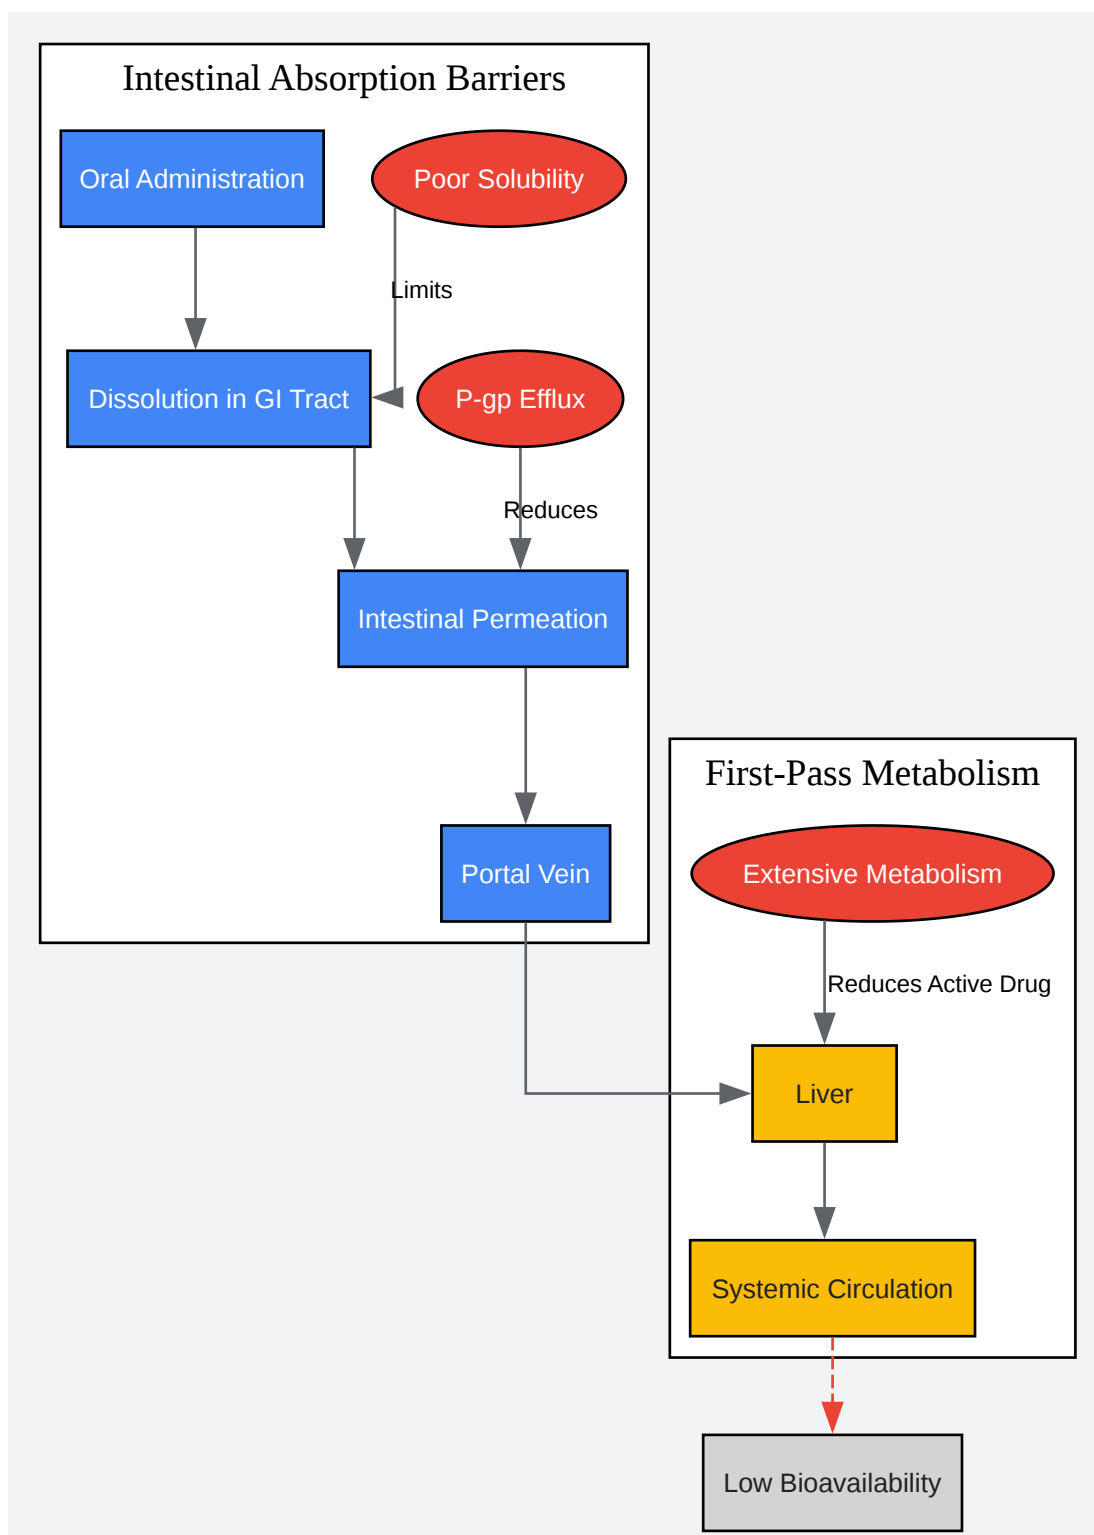 Intestinal Absorption Barriers
Oral Administration
Poor Solubility
Limits
Dissolution in GI Tract
P-gp Efflux
Reduces
Intestinal Permeation
Portal Vein
First-Pass Metabolism
Extensive Metabolism
Reduces Active Drug
Liver
Systemic Circulation
Low Bioavailability